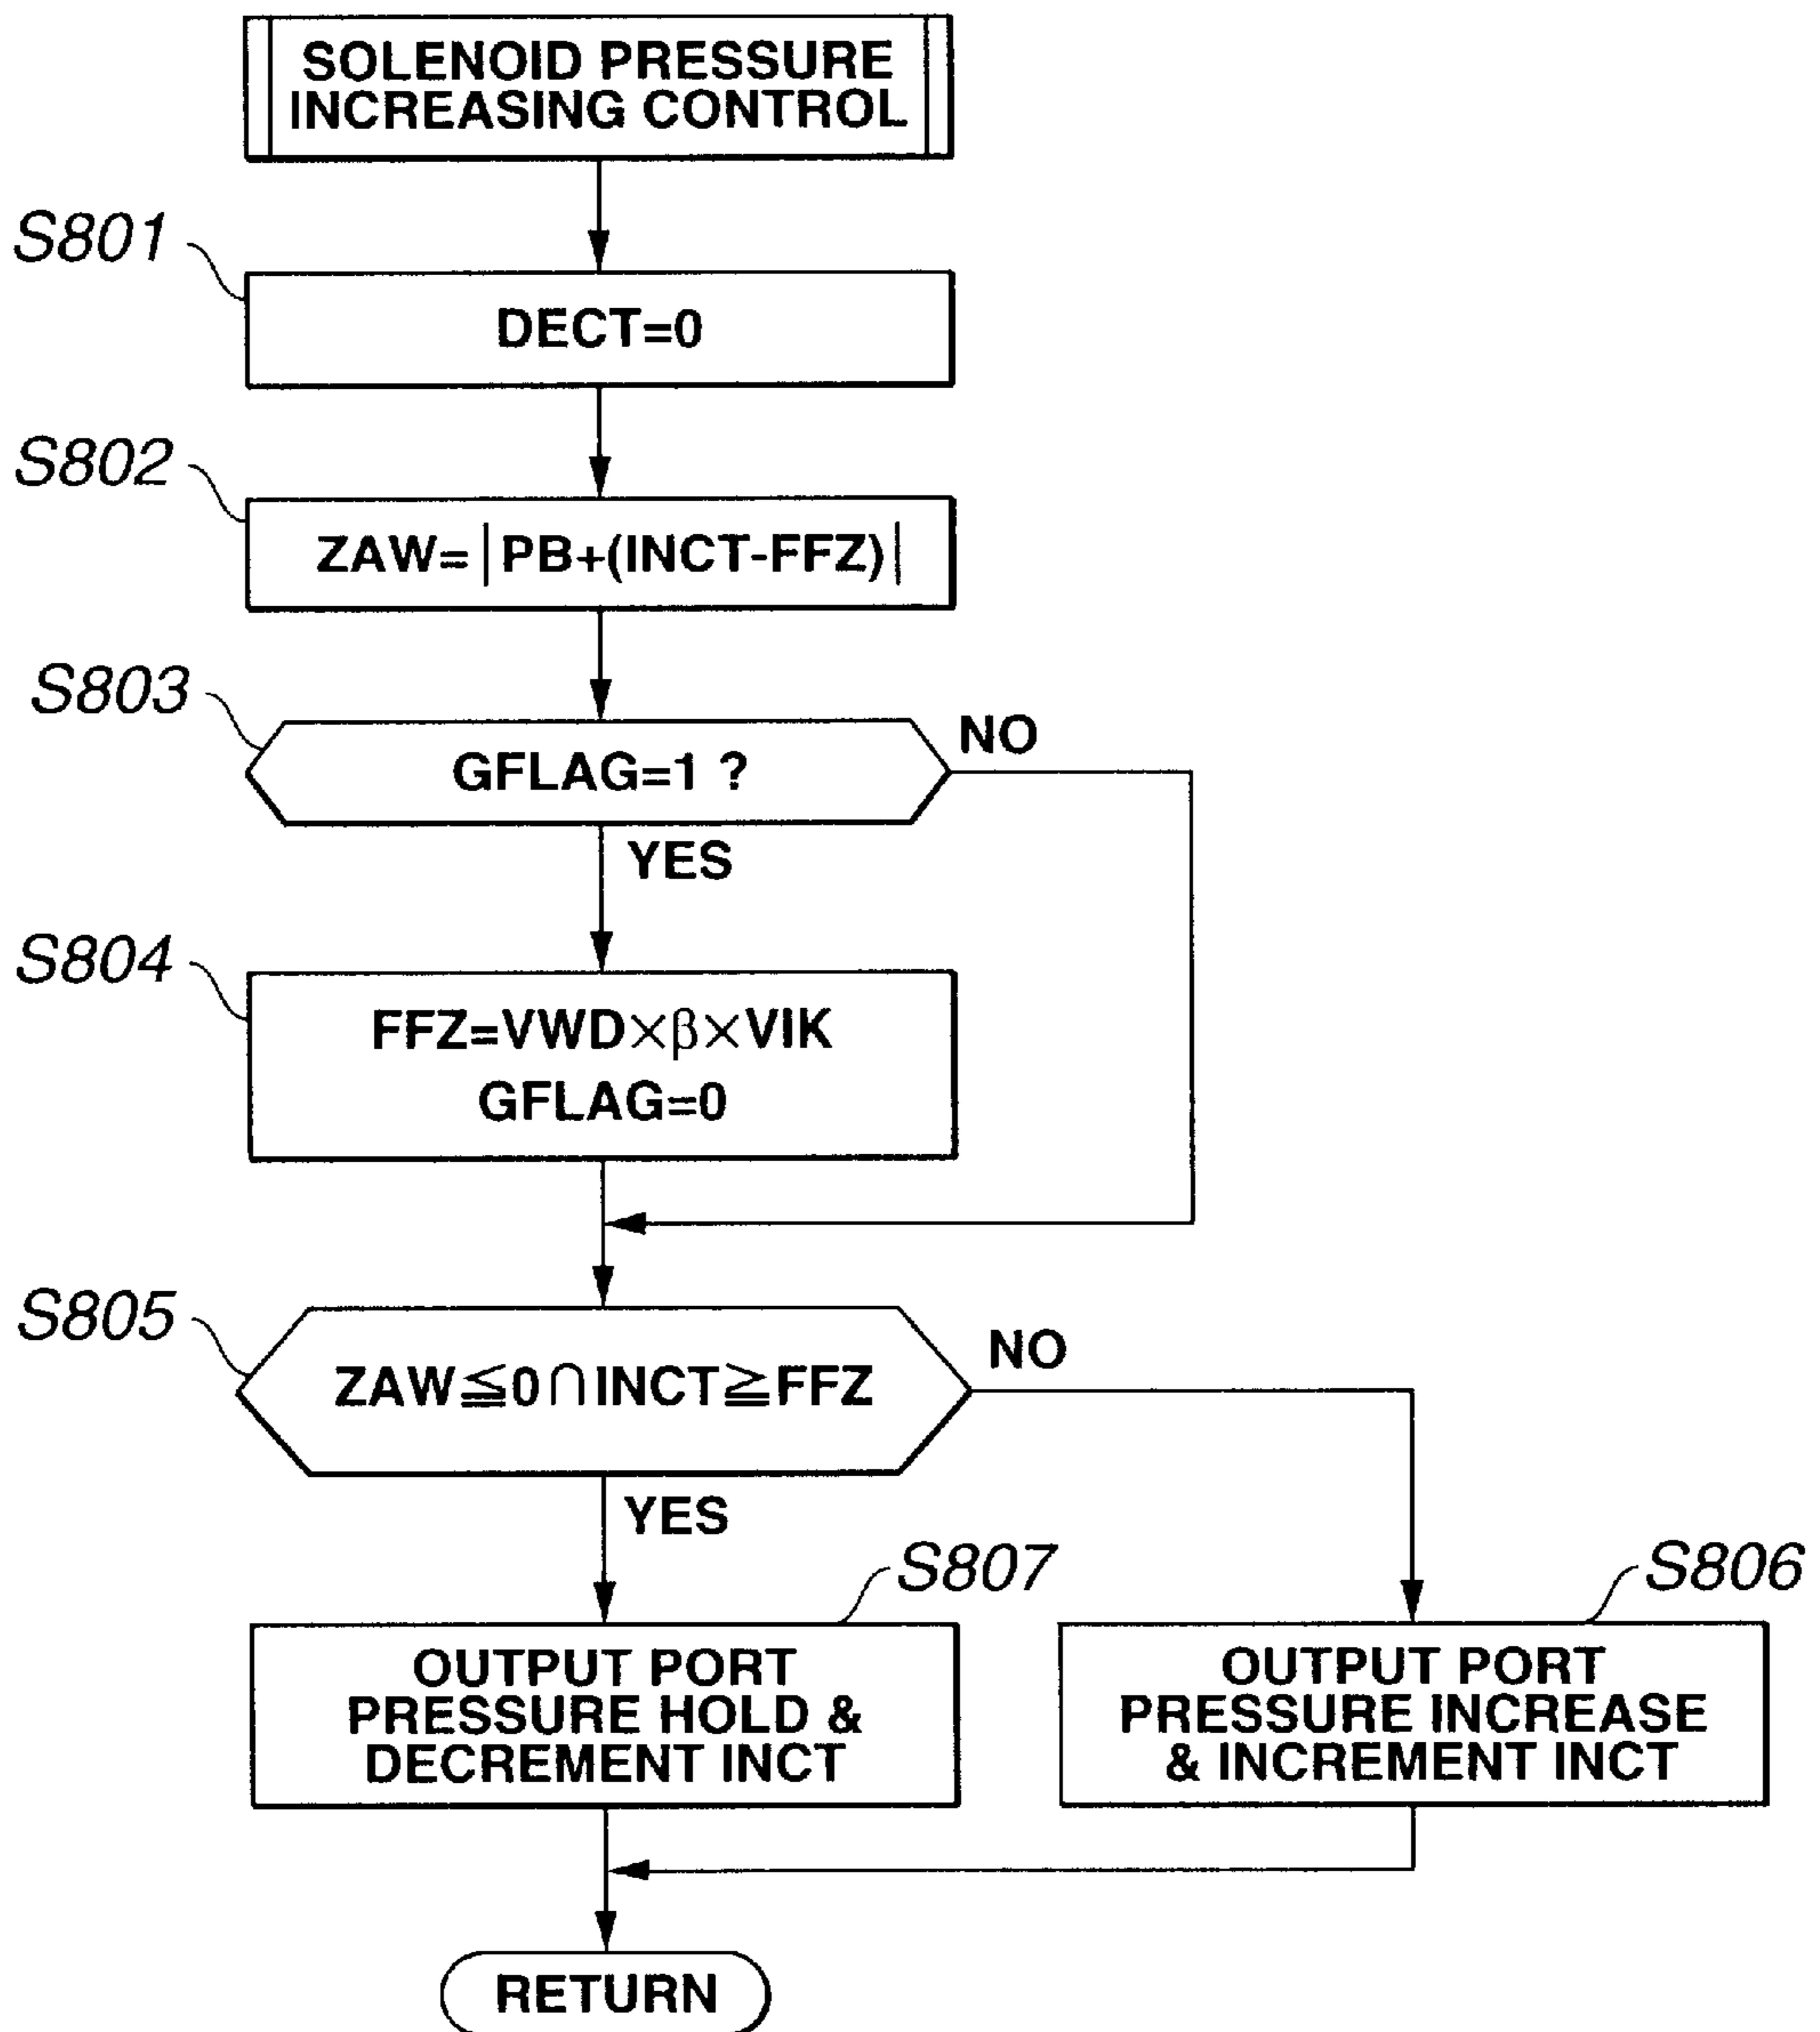 SOLENOID PRESSURE
INCREASING CONTROL
S801
DECT=0
S802
ZAW=|PB+(INCT-FFZ)|
S803
GFLAG=1 ?
NO
YES
S804
FFZ=VWD×β×VIK
GFLAG=0
S805
ZAW≦0∩INCT≧FFZ
NO
YES
S807
S806
OUTPUT PORT
PRESSURE HOLD &
DECREMENT INCT
OUTPUT PORT
PRESSURE INCREASE
& INCREMENT INCT
RETURN